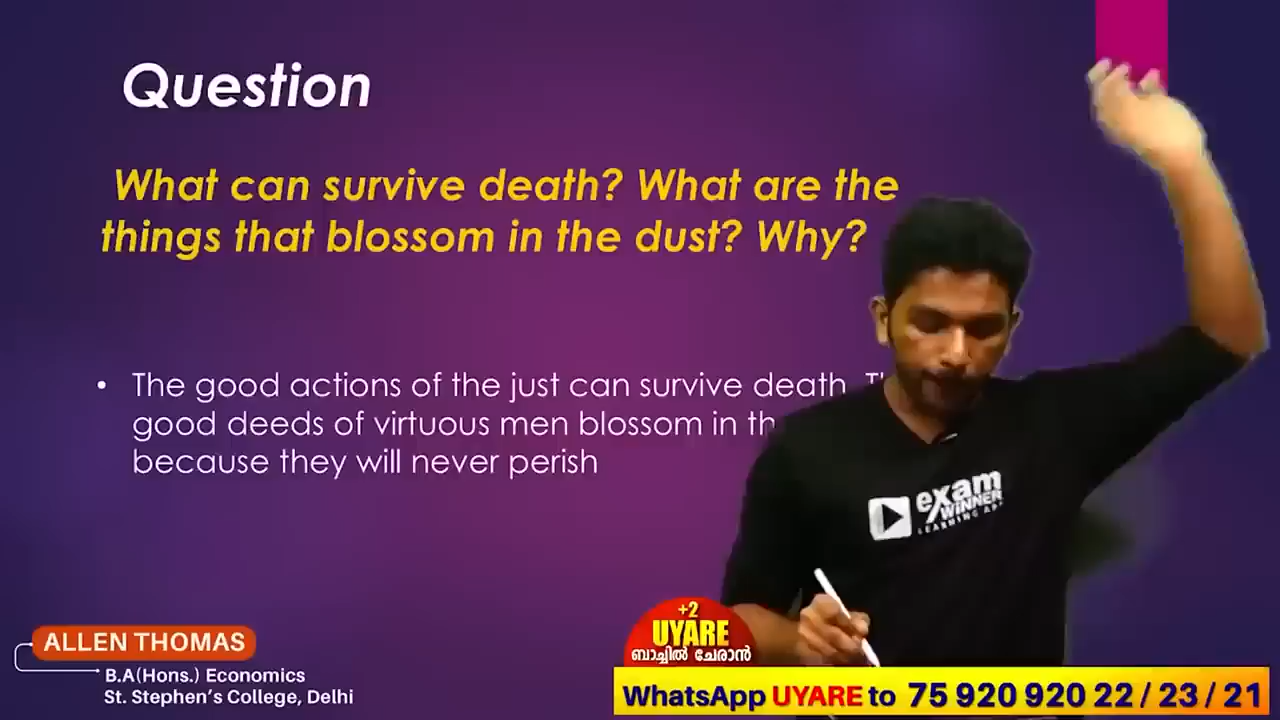 Question
What can survive death? What are the
things that blossom in the dust? Why?
• The good actions of the just can survive death
good deeds of virtuous men blossom in
because they will never perish
exam
WINNER
LEARNING APP
ALLEN THOMAS
B.A(Hons.) Economics
St. Stephen's College, Delhi
+2
UYARE
ബാച്ചിൽ ചേരാൻ
WhatsApp UYARE to 75 920 920 22 / 23 / 21